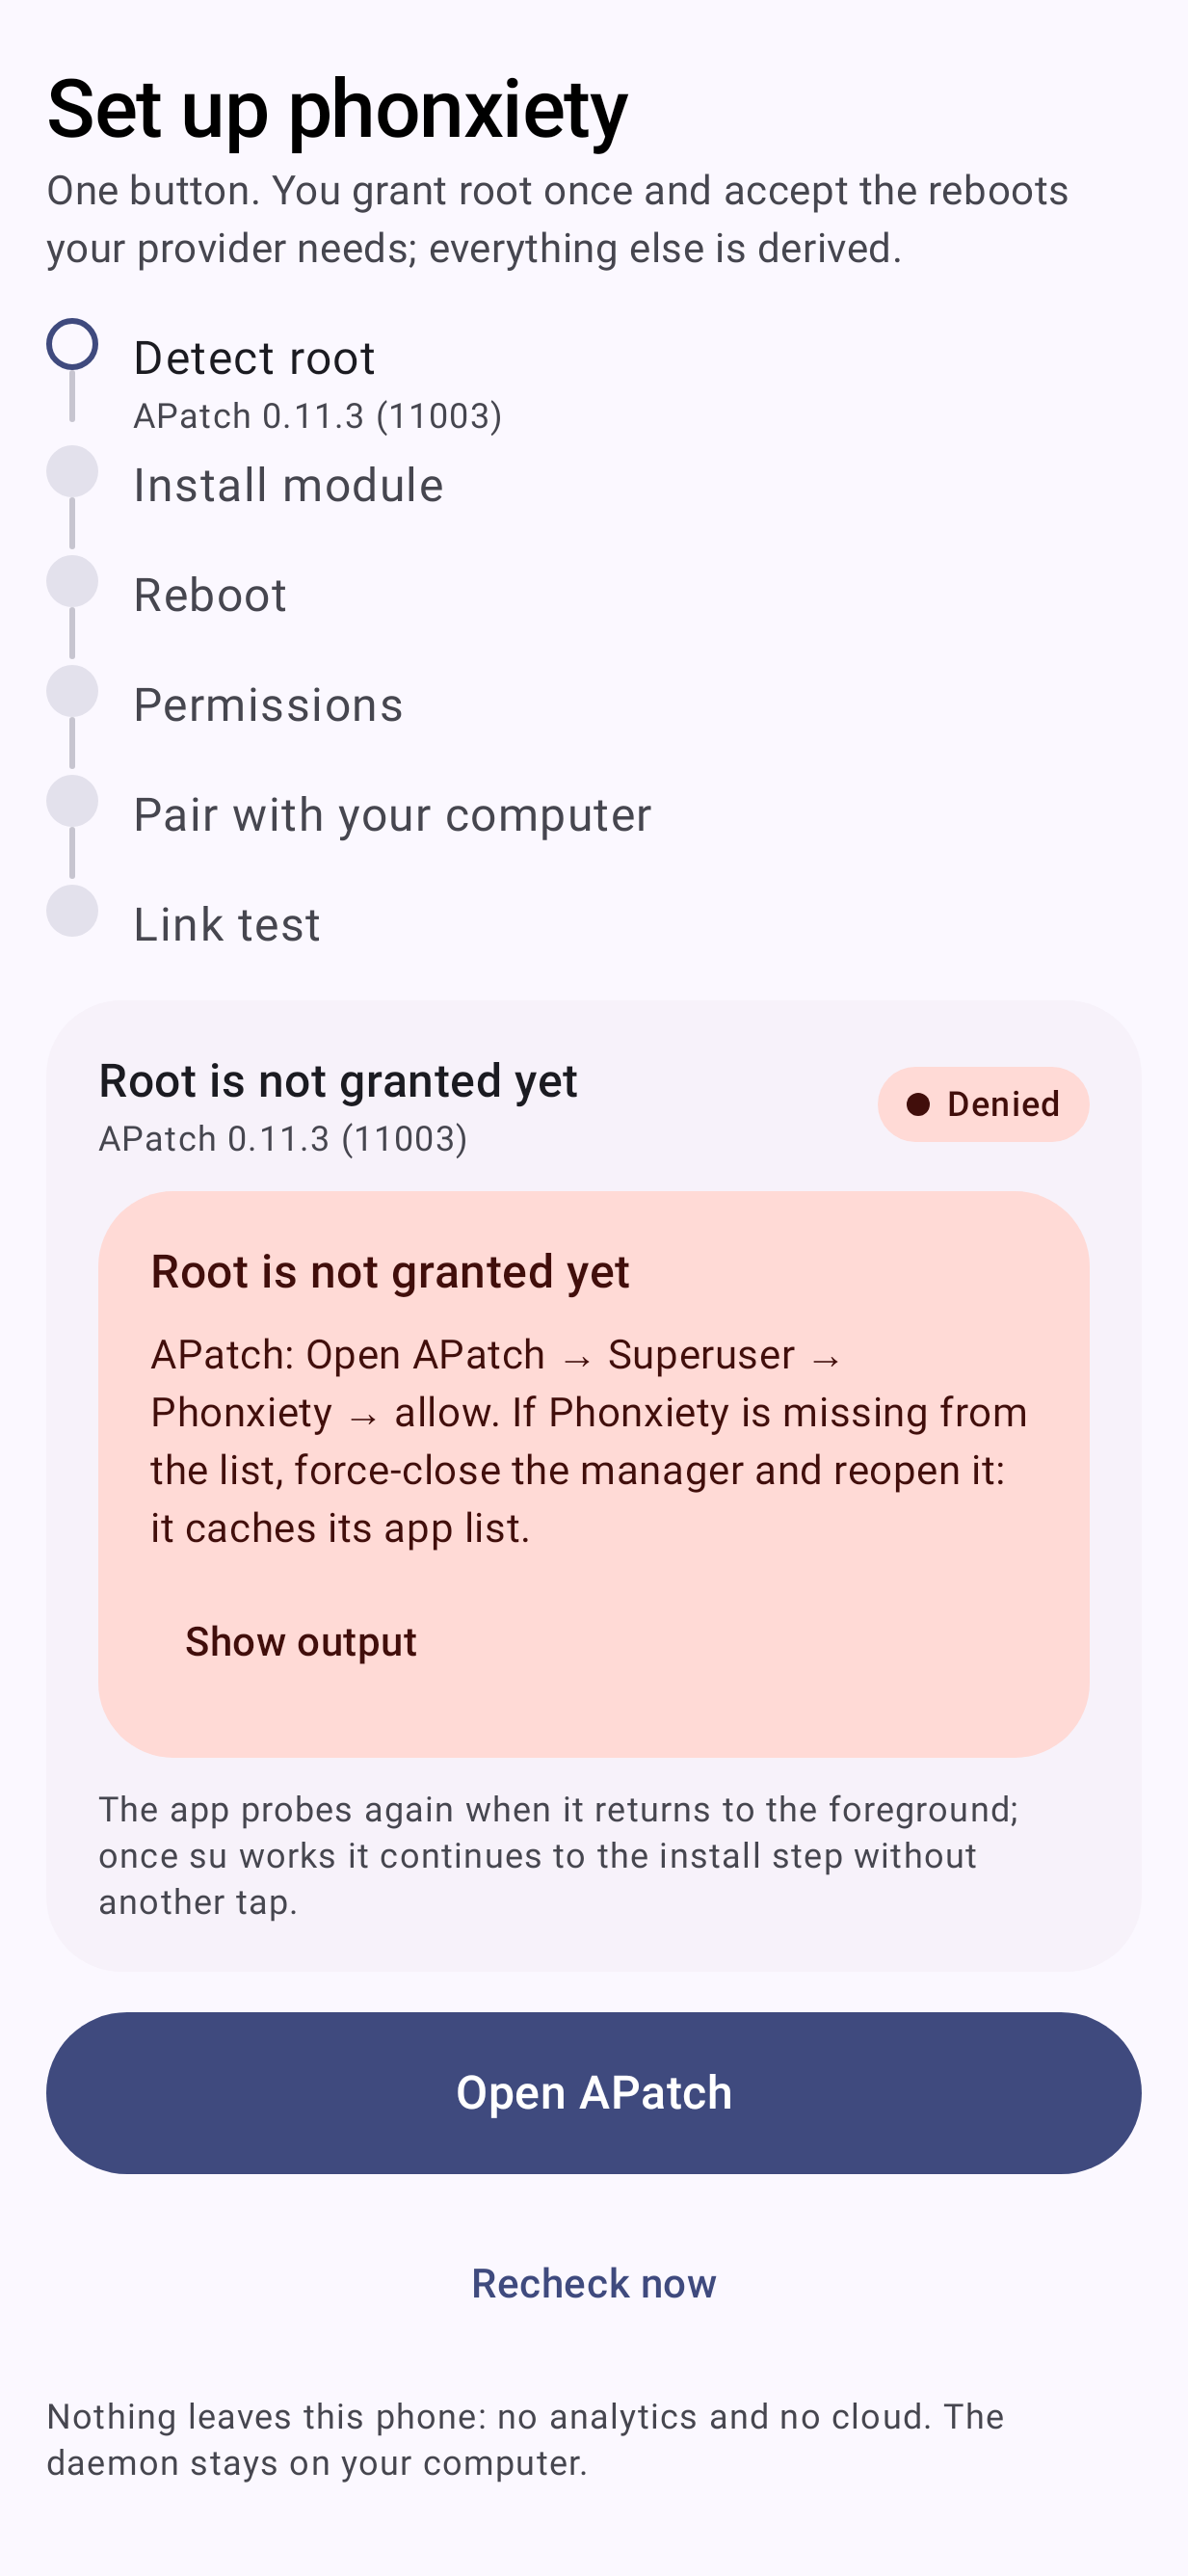 Set up phonxiety
One button. You grant root once and accept the reboots
your provider needs; everything else is derived.
Detect root
APatch 0.11.3 (11003)
Install module
Reboot
Permissions
Pair with your computer
Link test
Root is not granted yet
APatch 0.11.3 (11003)
Denied
Root is not granted yet
APatch: Open APatch → Superuser →
Phonxiety → allow. If Phonxiety is missing from
the list, force-close the manager and reopen it:
it caches its app list.
Show output
The app probes again when it returns to the foreground;
once su works it continues to the install step without
another tap.
Open APatch
Recheck now
Nothing leaves this phone: no analytics and no cloud. The
daemon stays on your computer.